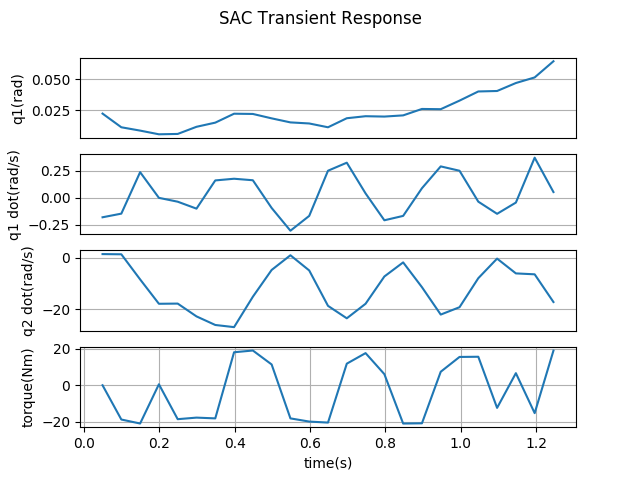 SAC Transient Response
q1(rad)
0.050
0.025
q1 dot(rad/s)
0.25
0.00
−0.25
q2 dot(rad/s)
0
−20
torque(Nm)
20
0
−20
0.0 0.2 0.4 0.6 0.8 1.0 1.2
time(s)